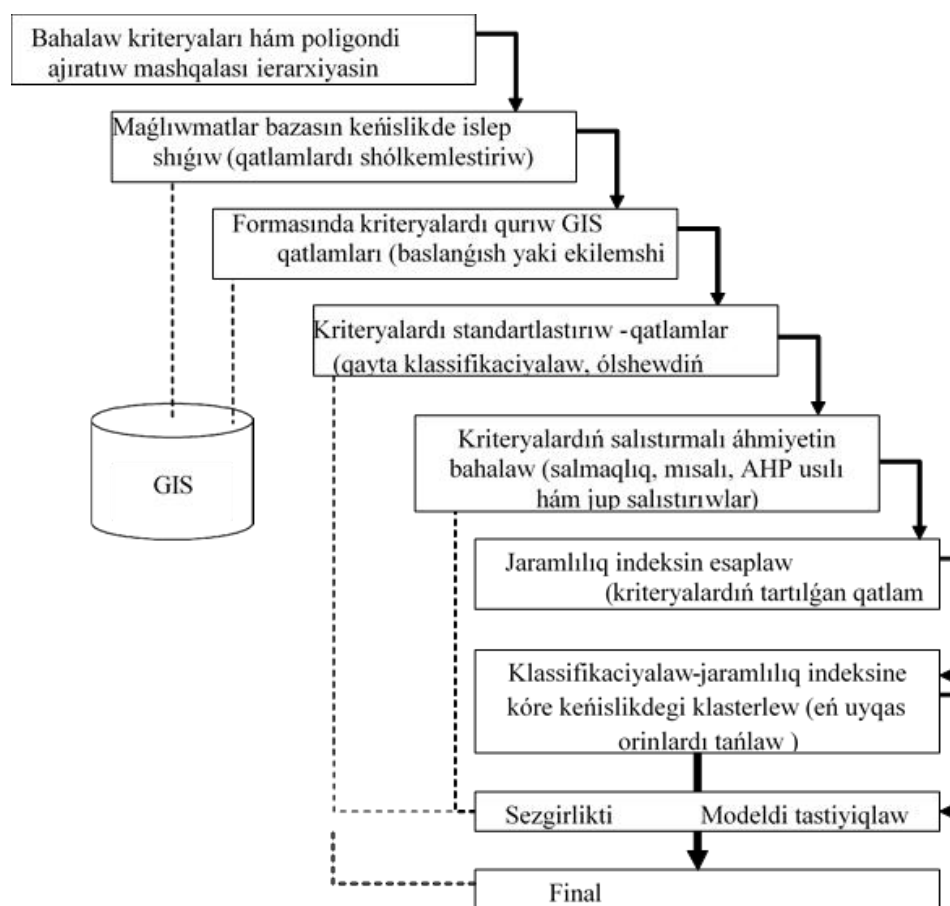 Bahalaw kriteryaları hám poligondi
ajıratıw mashqalası ierarxiyasin
Maǵlıwmatlar bazasın keńislikde islep
shıǵıw (qatlamlardı shólkemlestiriw)
Formasında kriteryalardı qurıw GIS
qatlamları (baslanǵısh yaki ekilemshi
Kriteryalardı standartlastırıw -qatlamlar
(qayta klassifikaciyalaw, ólshewdiń
GIS
Kriteryalardıń salıstırmalı áhmiyetin
bahalaw (salmaqlıq, mısalı, AHP usılı
hám jup salıstırıwlar)
Jaramlılıq indeksin esaplaw
(kriteryalardıń tartılǵan qatlam
Klassifikaciyalaw-jaramlılıq indeksine
kóre keńislikdegi klasterlew (eń uyqas
orinlardı tańlaw )
Sezgirlikti Modeldi tastiyiqlaw
Final